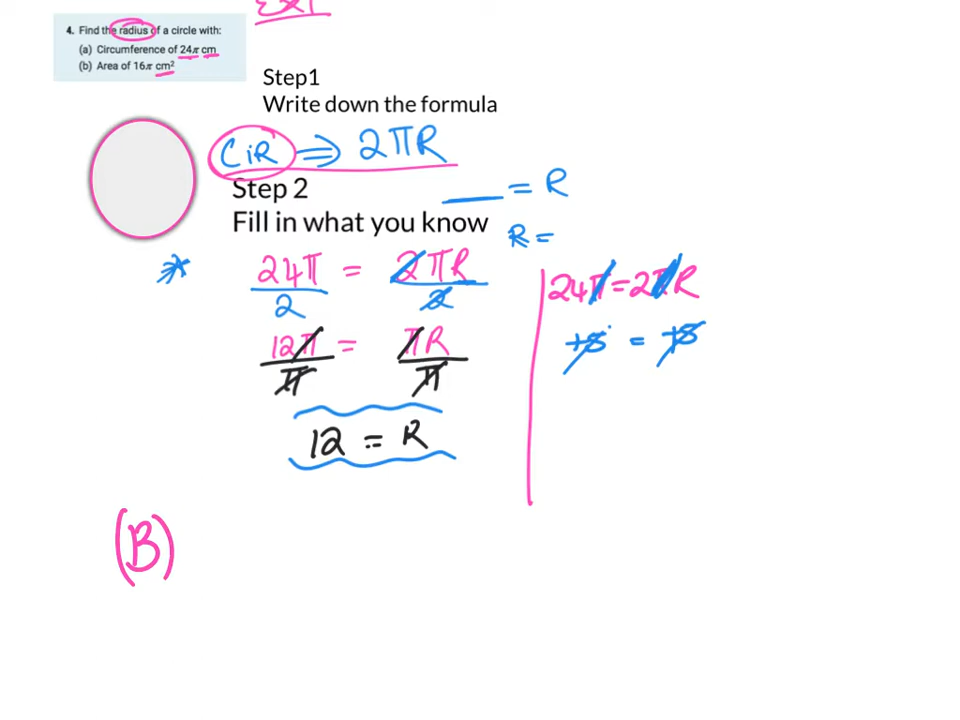 EXT
4. Find the radius of a circle with:
(a) Circumference of 24π cm
(b) Area of 16π cm²
Step1
Write down the formula
CiR ⇒ 2πR
Step 2
Fill in what you know
___ = R
R =
* 24π = 2πR
2 2
12π = πR
π π
12 = R
24π = 2πR
(B)